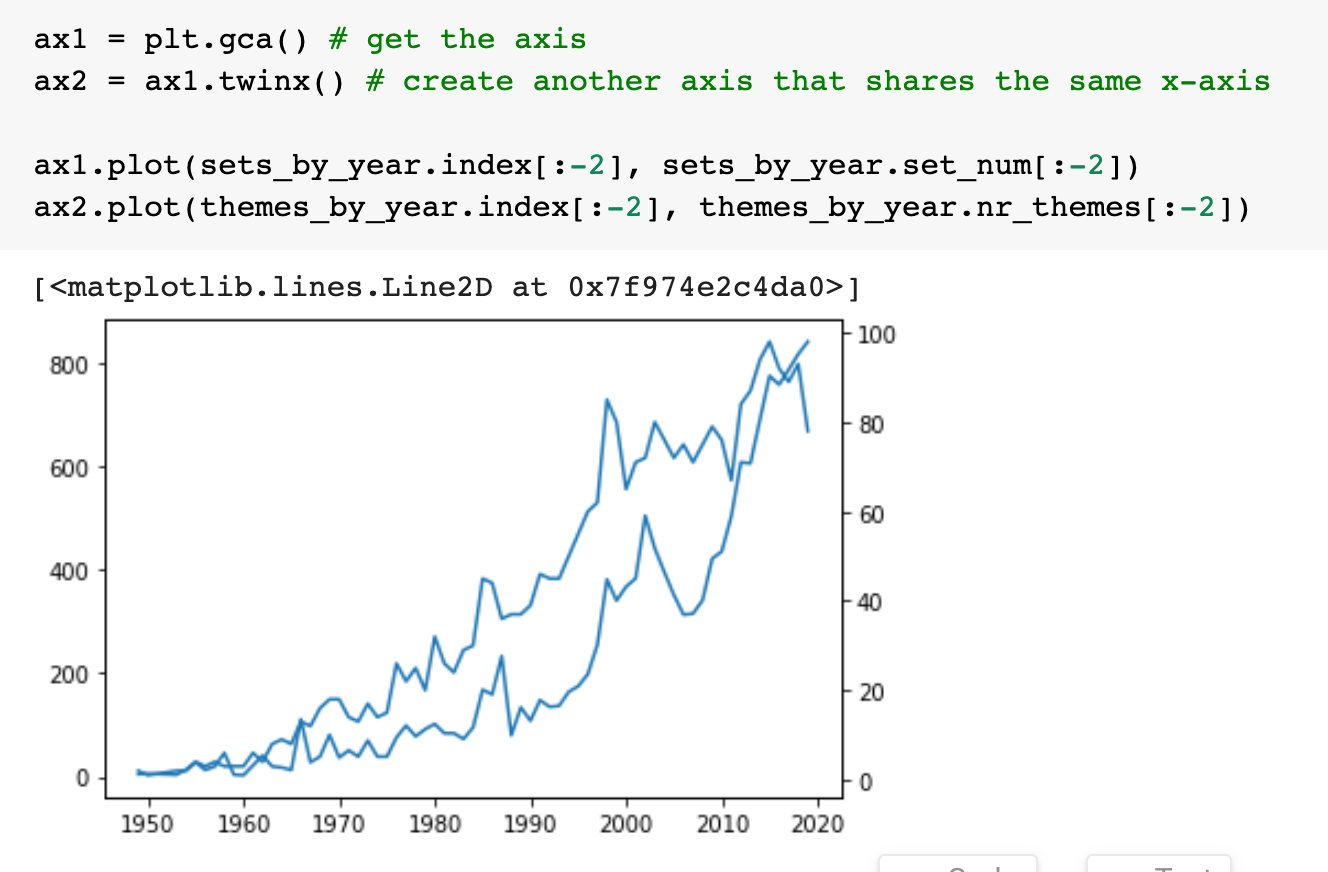 ax1 = plt.gca() # get the axis
ax2 = ax1.twinx() # create another axis that shares the same x-axis
ax1.plot(sets_by_year.index[:-2], sets_by_year.set_num[:-2])
ax2.plot(themes_by_year.index[:-2], themes_by_year.nr_themes[:-2])
[<matplotlib.lines.Line2D at 0x7f974e2c4da0>]
100
800
80
600
60
400
40
200
20
0
0
1950 1960 1970 1980 1990 2000 2010 2020